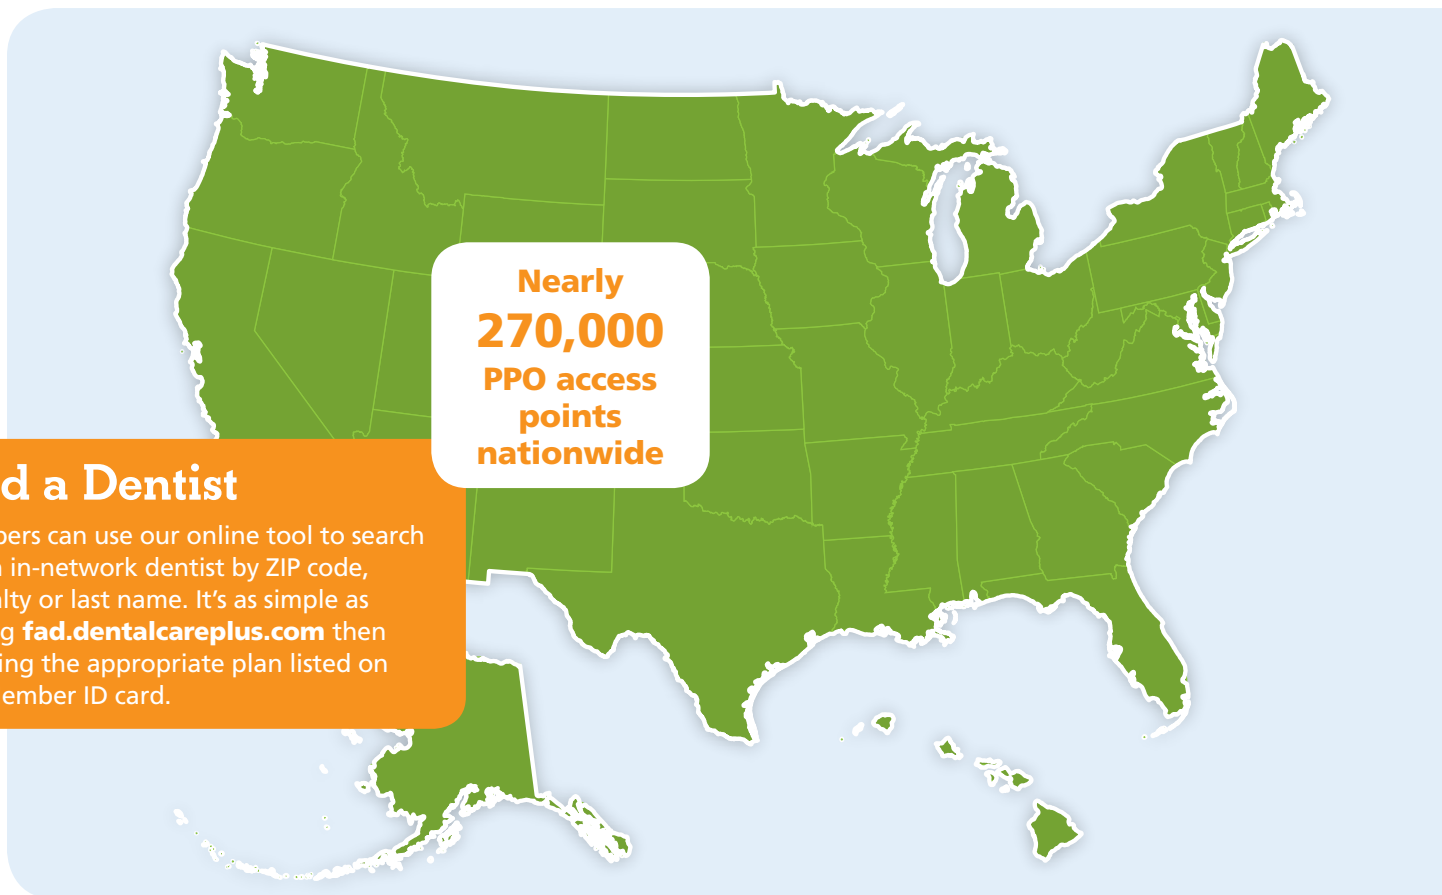 Nearly
270,000
PPO access
points
nationwide
d a Dentist
bers can use our online tool to search
in-network dentist by ZIP code,
lty or last name. It's as simple as
g fad.dentalcareplus.com then
ing the appropriate plan listed on
ember ID card.